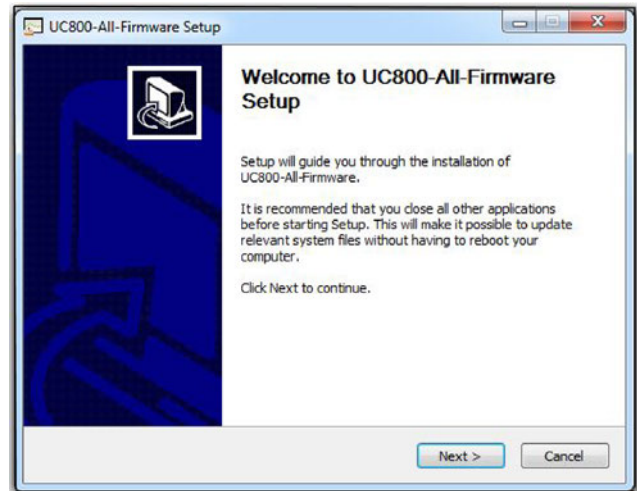 UC800-All-Firmware Setup
Welcome to UC800-All-Firmware
Setup
Setup will guide you through the installation of
UC800-All-Firmware.
It is recommended that you close all other applications
before starting Setup. This will make it possible to update
relevant system files without having to reboot your
computer.
Click Next to continue.
Next >
Cancel